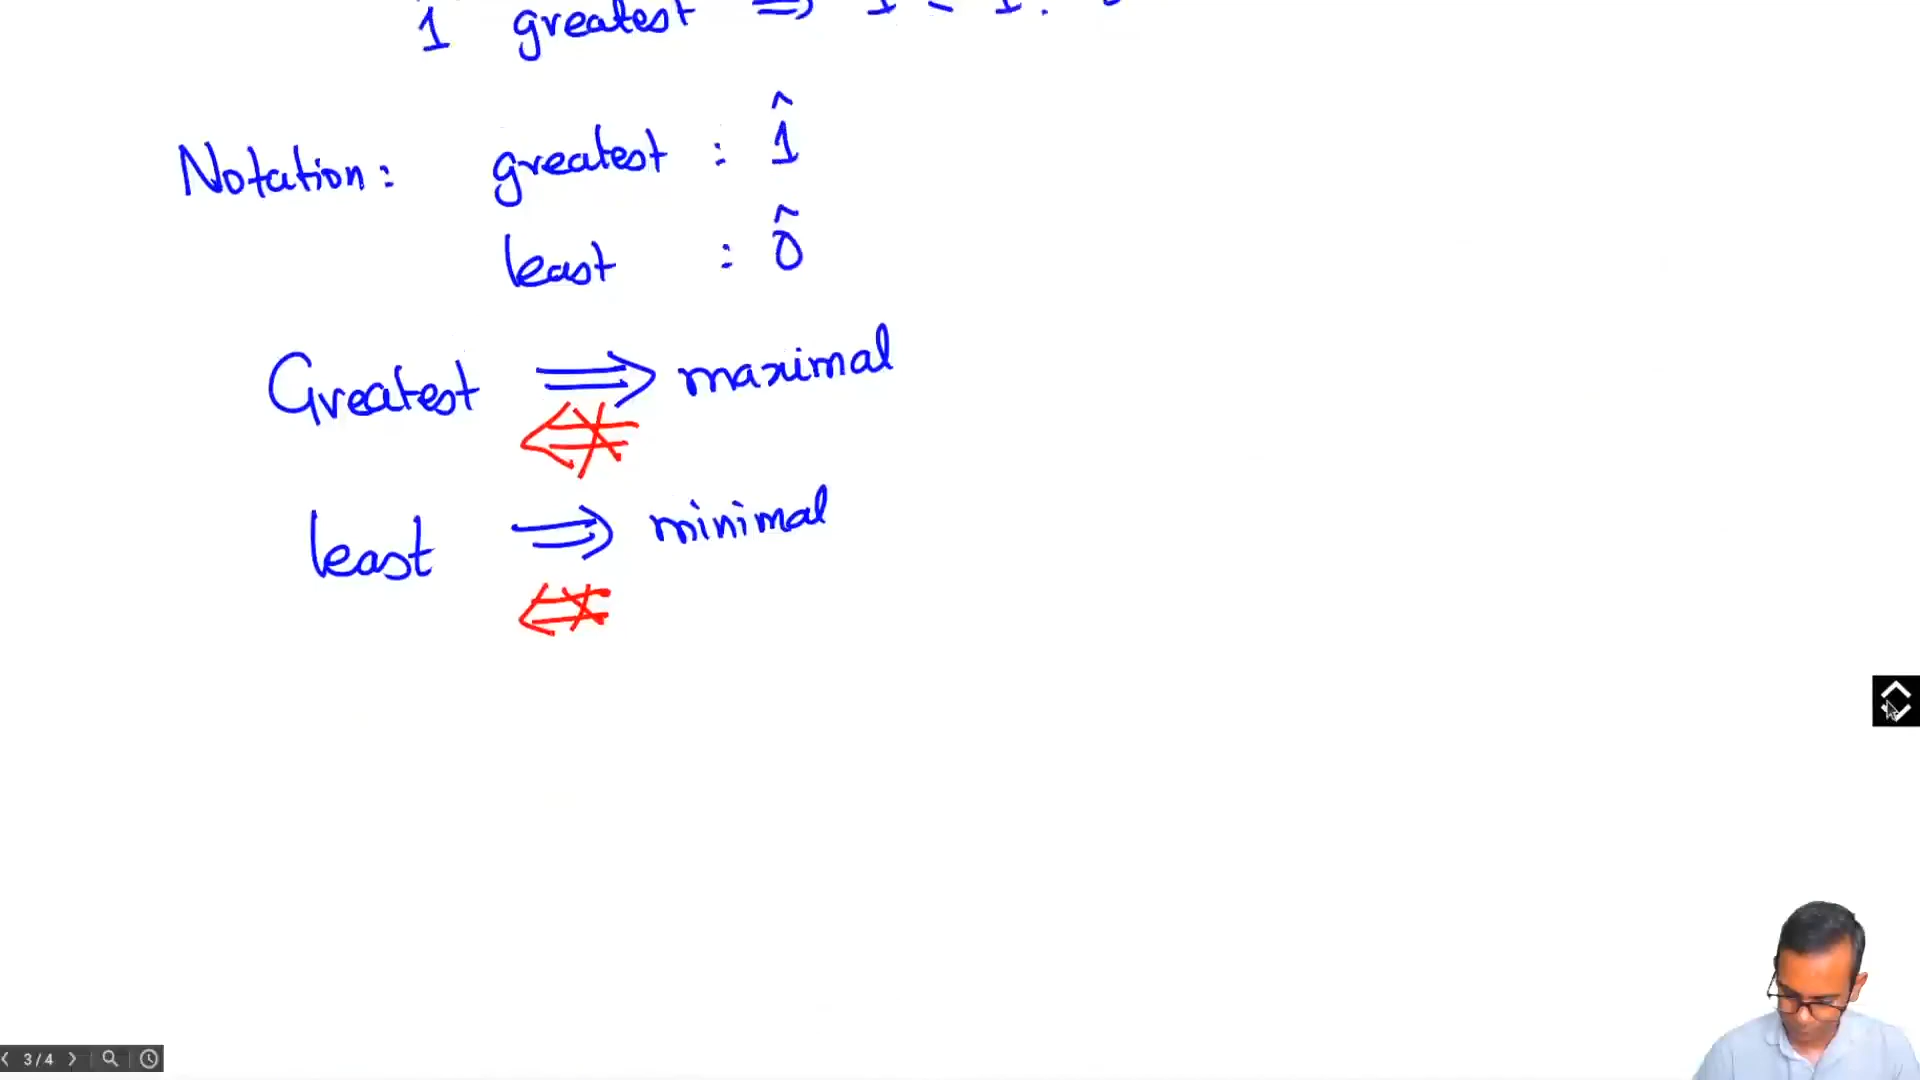 1 greatest ⟹
Notation: greatest : 1̂
least : 0̂
Greatest ⟹ maximal
⟸̸
least ⟹ minimal
⟸̸
3/4